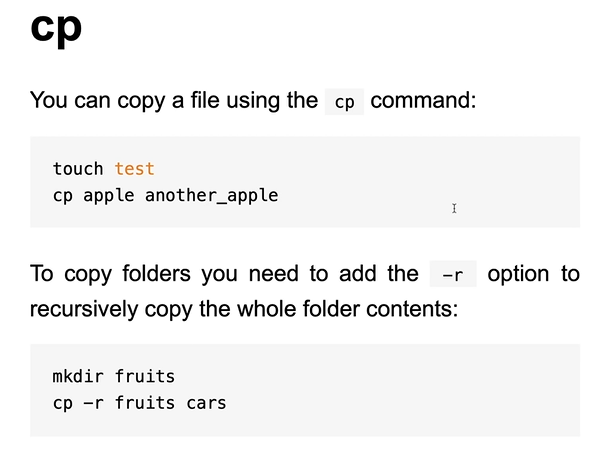 cp
You can copy a file using the cp command:
touch test
cp apple another_apple
To copy folders you need to add the -r option to
recursively copy the whole folder contents:
mkdir fruits
cp -r fruits cars